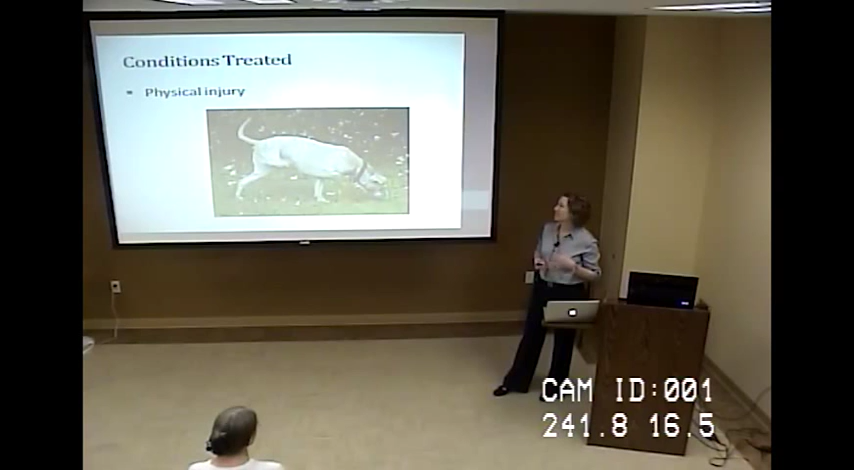 Conditions Treated
▪ Physical injury
CAM ID:001
241.8 16.5